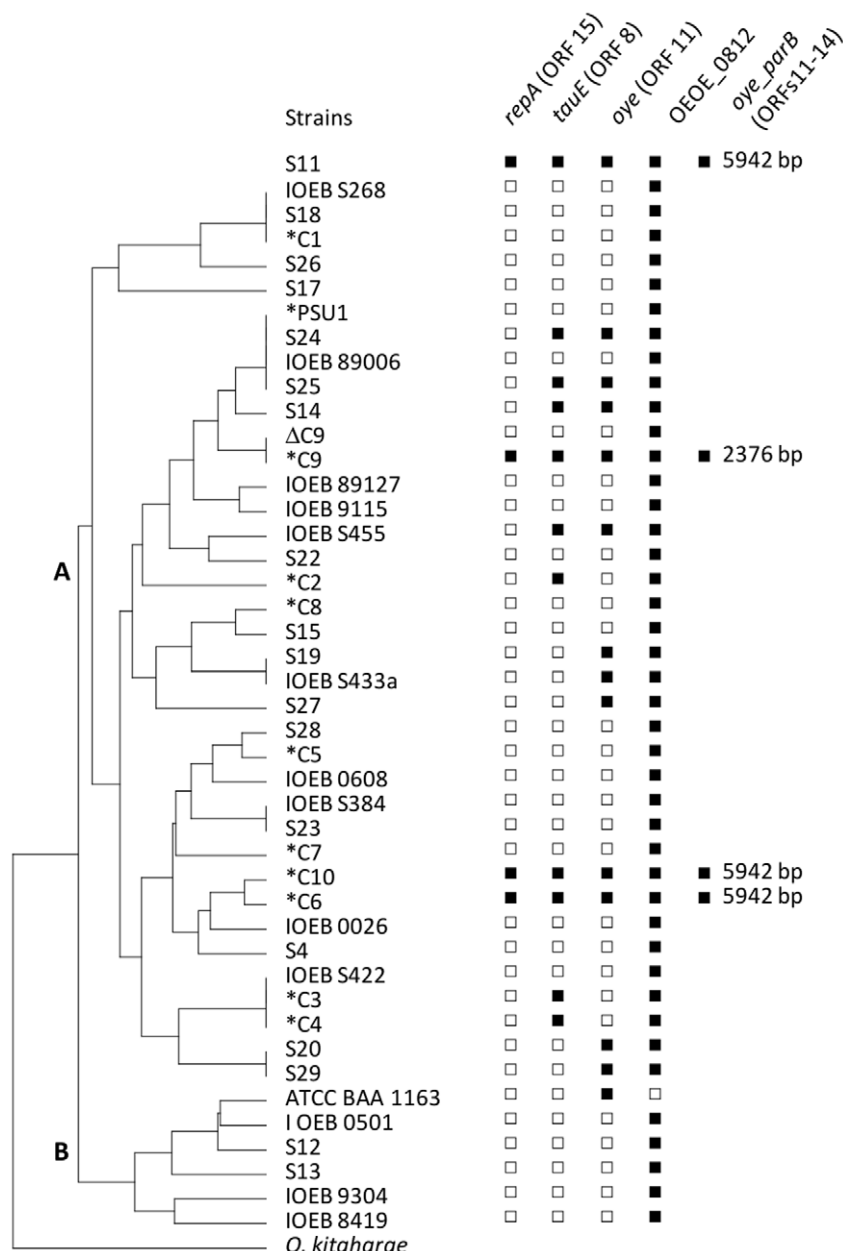 repA (ORF 15)
tauE (ORF 8)
oye (ORF 11)
OEOE_0812
oye_parB
(ORFs11-14)
Strains
S11 5942 bp
IOEB S268
S18
*C1
S26
S17
*PSU1
S24
IOEB 89006
S25
S14
ΔC9
*C9 2376 bp
IOEB 89127
IOEB 9115
IOEB S455
S22
*C2
*C8
S15
S19
IOEB S433a
S27
S28
*C5
IOEB 0608
IOEB S384
S23
*C7
*C10 5942 bp
*C6 5942 bp
IOEB 0026
S4
IOEB S422
*C3
*C4
S20
S29
ATCC BAA 1163
I OEB 0501
S12
S13
IOEB 9304
IOEB 8419
O. kitaharae
A
B